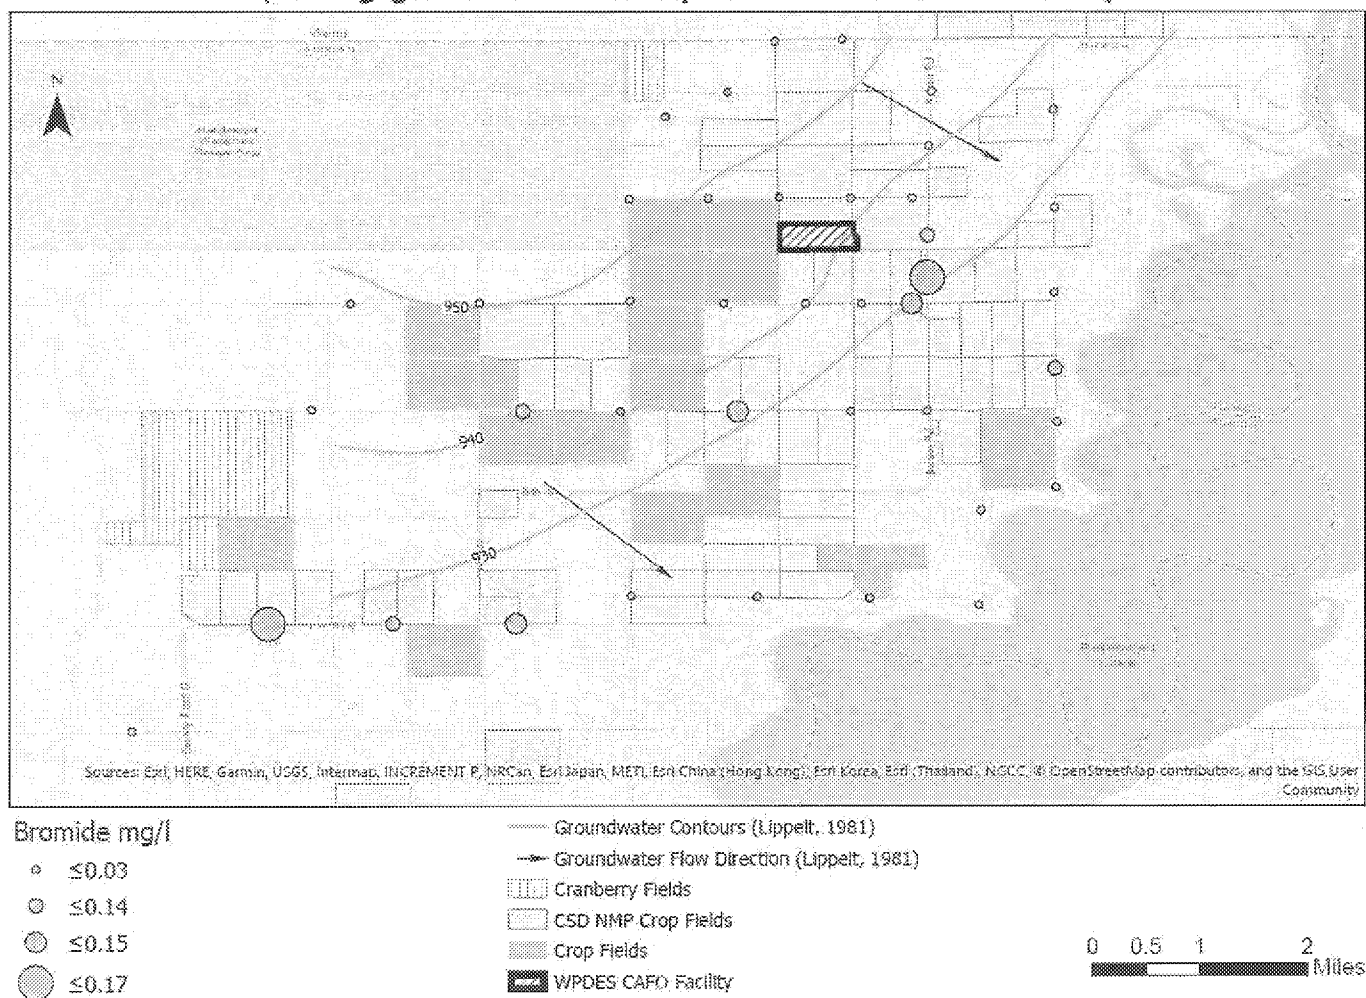 N
950
940
930
Sources: Esri, HERE, Garmin, USGS, Intermap, INCREMENT P, NRCan, Esri Japan, METI, Esri China (Hong Kong), Esri Korea, Esri (Thailand), NGCC, © OpenStreetMap contributors, and the GIS User
Community
Bromide mg/l
≤0.03
≤0.14
≤0.15
≤0.17
Groundwater Contours (Lippelt, 1981)
Groundwater Flow Direction (Lippelt, 1981)
Cranberry Fields
CSD NMP Crop Fields
Crop Fields
WPDES CAFO Facility
0 0.5 1 2
Miles